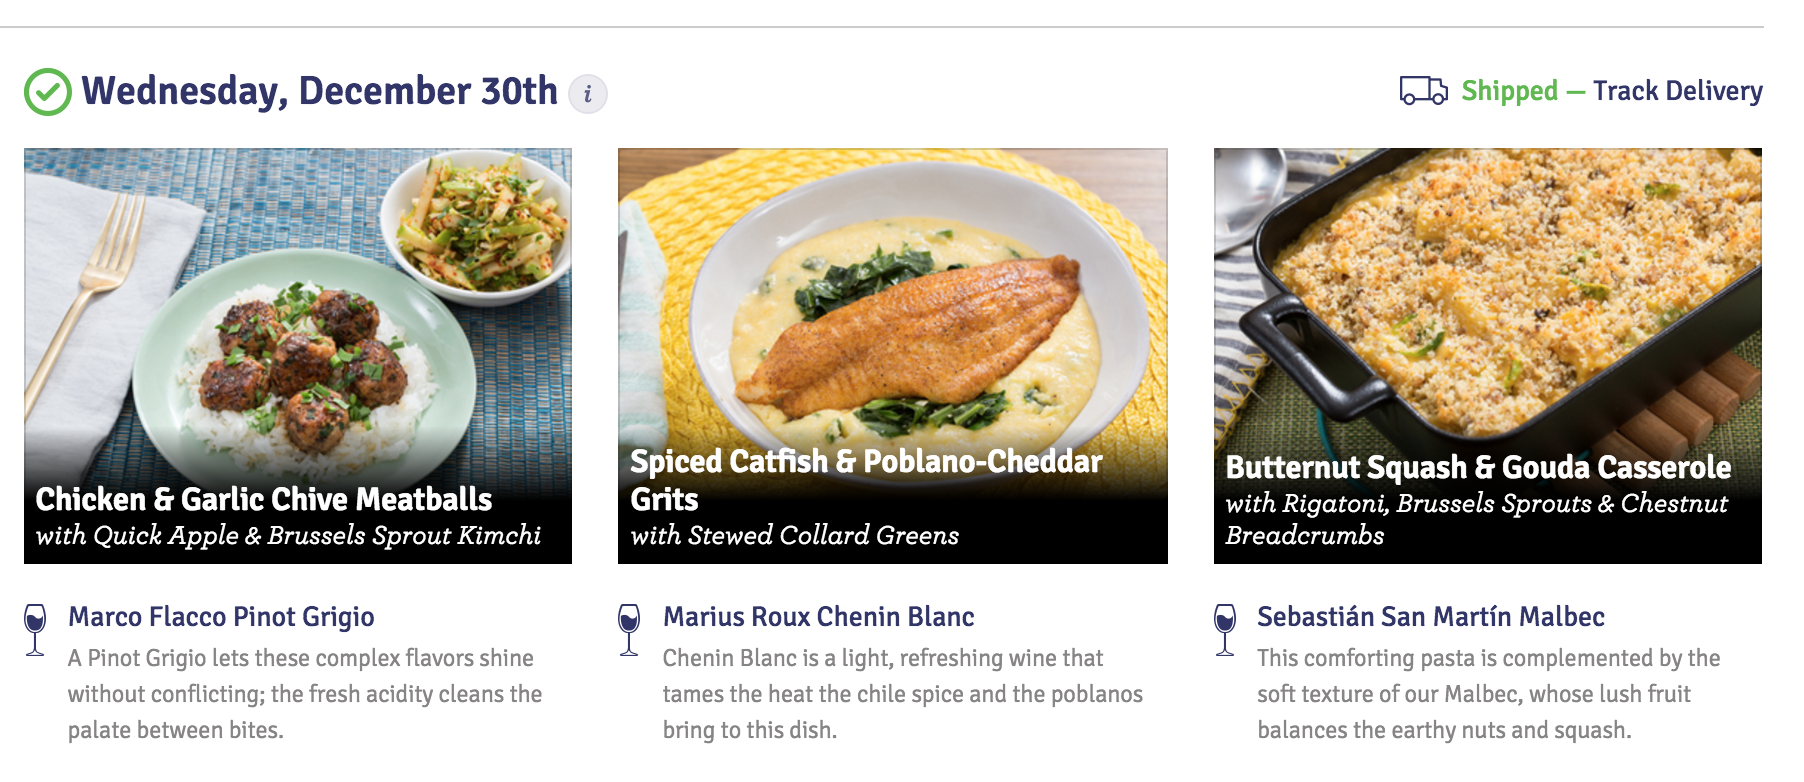 Wednesday, December 30th i
Shipped — Track Delivery
Chicken & Garlic Chive Meatballs
with Quick Apple & Brussels Sprout Kimchi
Spiced Catfish & Poblano-Cheddar
Grits
with Stewed Collard Greens
Butternut Squash & Gouda Casserole
with Rigatoni, Brussels Sprouts & Chestnut
Breadcrumbs
Marco Flacco Pinot Grigio
A Pinot Grigio lets these complex flavors shine
without conflicting; the fresh acidity cleans the
palate between bites.
Marius Roux Chenin Blanc
Chenin Blanc is a light, refreshing wine that
tames the heat the chile spice and the poblanos
bring to this dish.
Sebastián San Martín Malbec
This comforting pasta is complemented by the
soft texture of our Malbec, whose lush fruit
balances the earthy nuts and squash.